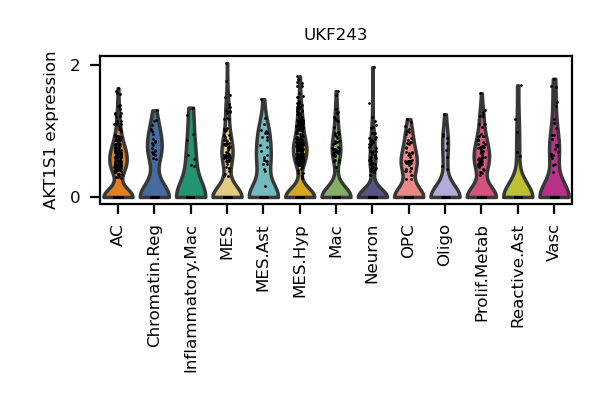 UKF243
AKT1S1 expression
2
0
AC
Chromatin.Reg
Inflammatory.Mac
MES
MES.Ast
MES.Hyp
Mac
Neuron
OPC
Oligo
Prolif.Metab
Reactive.Ast
Vasc